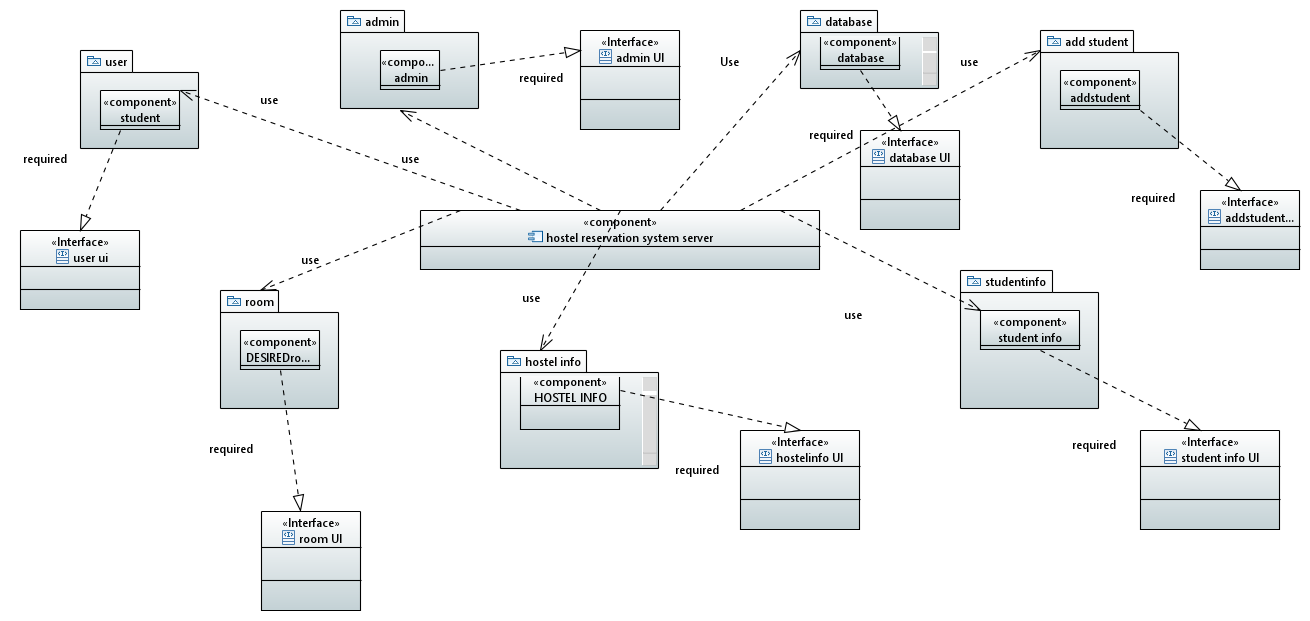 admin
«compo...
admin
«Interface»
admin UI
required
database
«component»
database
Use
add student
«component»
addstudent
use
user
«component»
student
use
required
use
required
«Interface»
database UI
required
«Interface»
addstudent...
«Interface»
user ui
«component»
hostel reservation system server
use
room
«component»
DESIREDro...
use
hostel info
«component»
HOSTEL INFO
use
studentinfo
«component»
student info
required
required
«Interface»
hostelinfo UI
required
«Interface»
student info UI
«Interface»
room UI